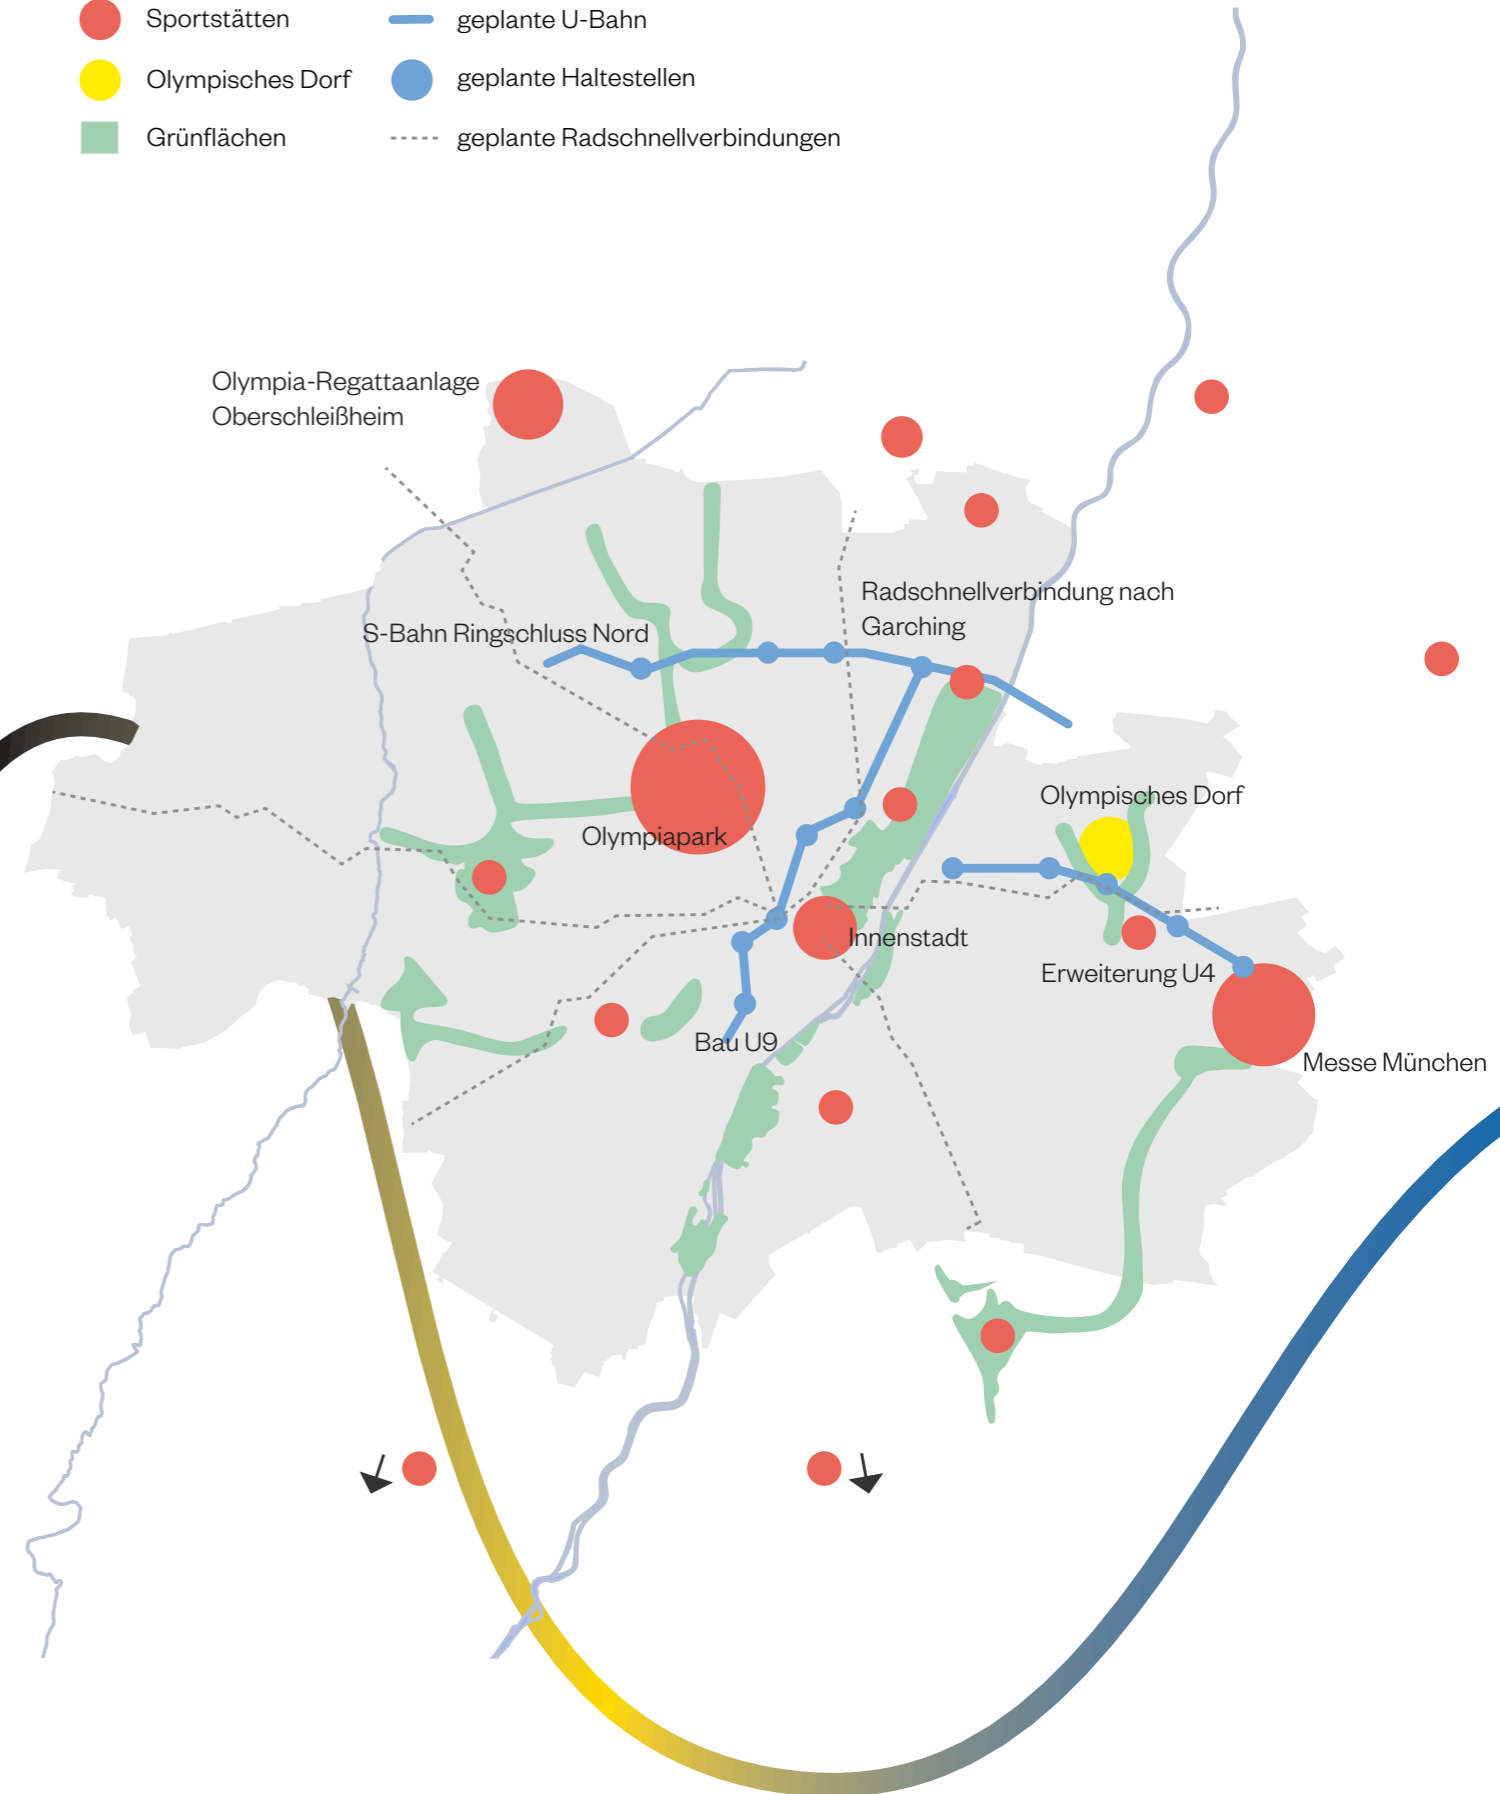 Sportstätten
geplante U-Bahn
Olympisches Dorf
geplante Haltestellen
Grünflächen
geplante Radschnellverbindungen
Olympia-Regattaanlage
Oberschleißheim
Radschnellverbindung nach
Garching
S-Bahn Ringschluss Nord
Olympisches Dorf
Olympiapark
Innenstadt
Erweiterung U4
Bau U9
Messe München